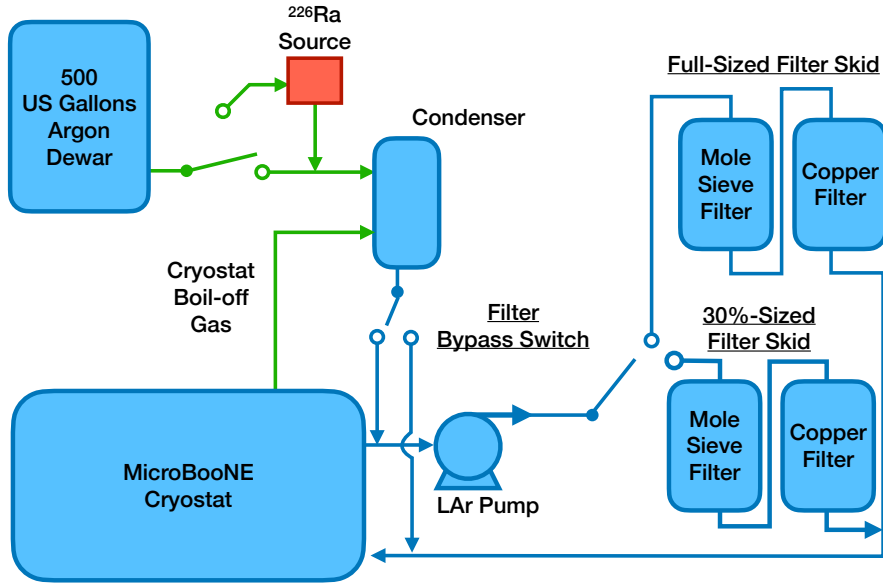 500
US Gallons
Argon
Dewar
²²⁶Ra
Source
Condenser
Full-Sized Filter Skid
Mole
Sieve
Filter
Copper
Filter
Cryostat
Boil-off
Gas
Filter
Bypass Switch
30%-Sized
Filter Skid
Mole
Sieve
Filter
Copper
Filter
MicroBooNE
Cryostat
LAr Pump